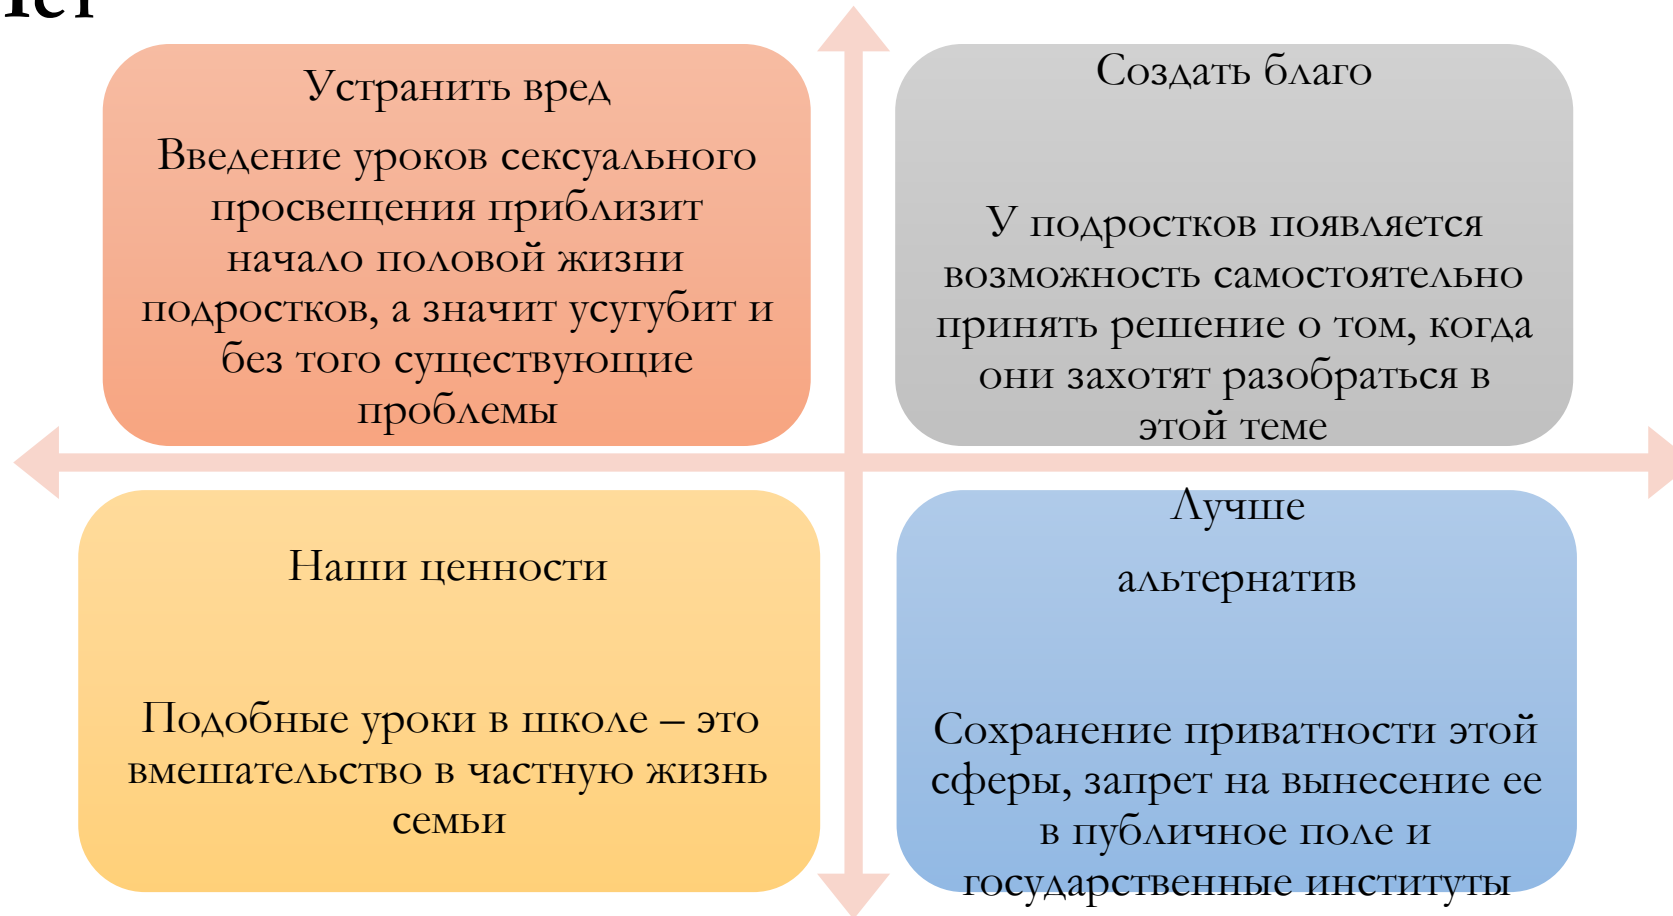 Устранить вред
Введение уроков сексуального
просвещения приблизит
начало половой жизни
подростков, а значит усугубит и
без того существующие
проблемы
Создать благо
У подростков появляется
возможность самостоятельно
принять решение о том, когда
они захотят разобраться в
этой теме
Наши ценности
Подобные уроки в школе – это
вмешательство в частную жизнь
семьи
Лучше
альтернатив
Сохранение приватности этой
сферы, запрет на вынесение ее
в публичное поле и
государственные институты